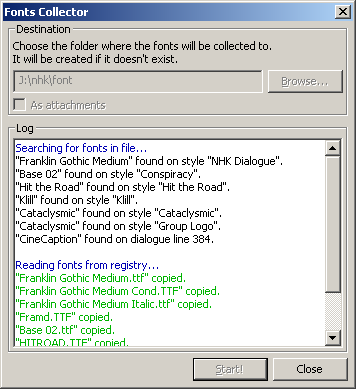 Fonts Collector
Destination
Choose the folder where the fonts will be collected to.
It will be created if it doesn't exist.
J:\nhk\font
Browse...
As attachments
Log
Searching for fonts in file...
"Franklin Gothic Medium" found on style "NHK Dialogue".
"Base 02" found on style "Conspiracy".
"Hit the Road" found on style "Hit the Road".
"Klill" found on style "Klill".
"Cataclysmic" found on style "Cataclysmic".
"Cataclysmic" found on style "Group Logo".
"CineCaption" found on dialogue line 384.
Reading fonts from registry...
"Franklin Gothic Medium.ttf" copied.
"Franklin Gothic Medium Cond.TTF" copied.
"Franklin Gothic Medium Italic.ttf" copied.
"Framd.TTF" copied.
"Base 02.ttf" copied.
"HITROAD.TTF" copied.
Start!
Close